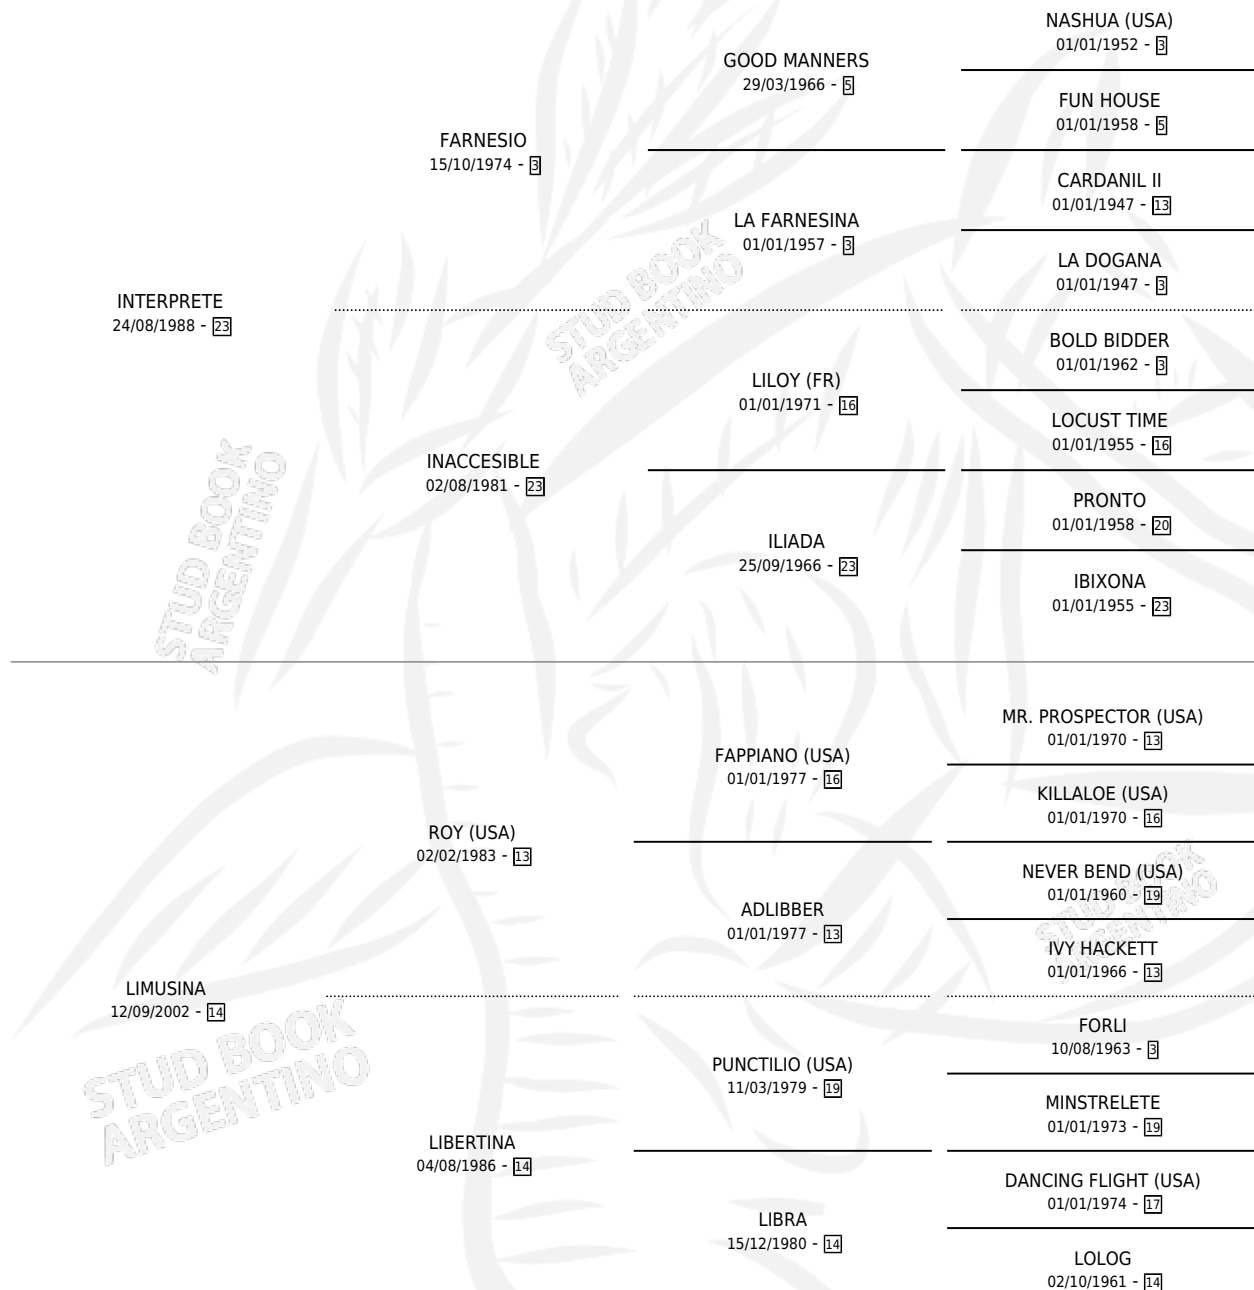 NASHUA (USA)
01/01/1952 - 3
GOOD MANNERS
29/03/1966 - 5
FUN HOUSE
01/01/1958 - 5
FARNESIO
15/10/1974 - 3
CARDANIL II
01/01/1947 - 13
LA FARNESINA
01/01/1957 - 3
LA DOGANA
01/01/1947 - 3
INTERPRETE
24/08/1988 - 23
BOLD BIDDER
01/01/1962 - 3
LILOY (FR)
01/01/1971 - 16
LOCUST TIME
01/01/1955 - 16
INACCESIBLE
02/08/1981 - 23
PRONTO
01/01/1958 - 20
ILIADA
25/09/1966 - 23
IBIXONA
01/01/1955 - 23
STUD BOOK
ARGENTINO
STUD BOOK
ARGENTINO
MR. PROSPECTOR (USA)
01/01/1970 - 13
FAPPIANO (USA)
01/01/1977 - 16
KILLALOE (USA)
01/01/1970 - 16
ROY (USA)
02/02/1983 - 13
NEVER BEND (USA)
01/01/1960 - 19
ADLIBBER
01/01/1977 - 13
IVY HACKETT
01/01/1966 - 13
STUD BOOK
ARGENTINO
LIMUSINA
12/09/2002 - 14
FORLI
10/08/1963 - 3
PUNCTILIO (USA)
11/03/1979 - 19
MINSTRELETE
01/01/1973 - 19
LIBERTINA
04/08/1986 - 14
DANCING FLIGHT (USA)
01/01/1974 - 17
LIBRA
15/12/1980 - 14
LOLOG
02/10/1961 - 14
STUD BOOK
ARGENTINO